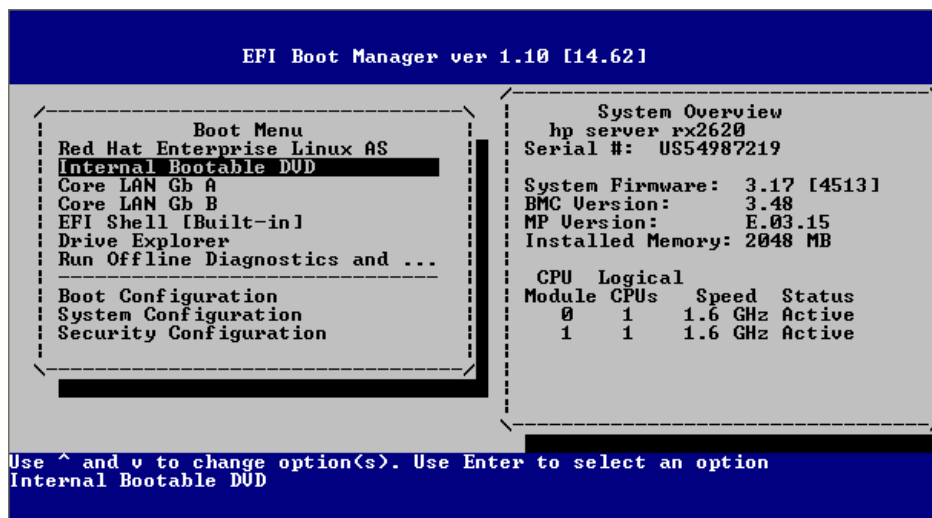 EFI Boot Manager ver 1.10 [14.62]
Boot Menu
Red Hat Enterprise Linux AS
Internal Bootable DVD
Core LAN Gb A
Core LAN Gb B
EFI Shell [Built-in]
Drive Explorer
Run Offline Diagnostics and ...
Boot Configuration
System Configuration
Security Configuration
System Overview
hp server rx2620
Serial #: US54987219
System Firmware: 3.17 [4513]
BMC Version: 3.48
MP Version: E.03.15
Installed Memory: 2048 MB
CPU Logical
Module CPUs Speed Status
0 1 1.6 GHz Active
1 1 1.6 GHz Active
Use ^ and v to change option(s). Use Enter to select an option
Internal Bootable DVD